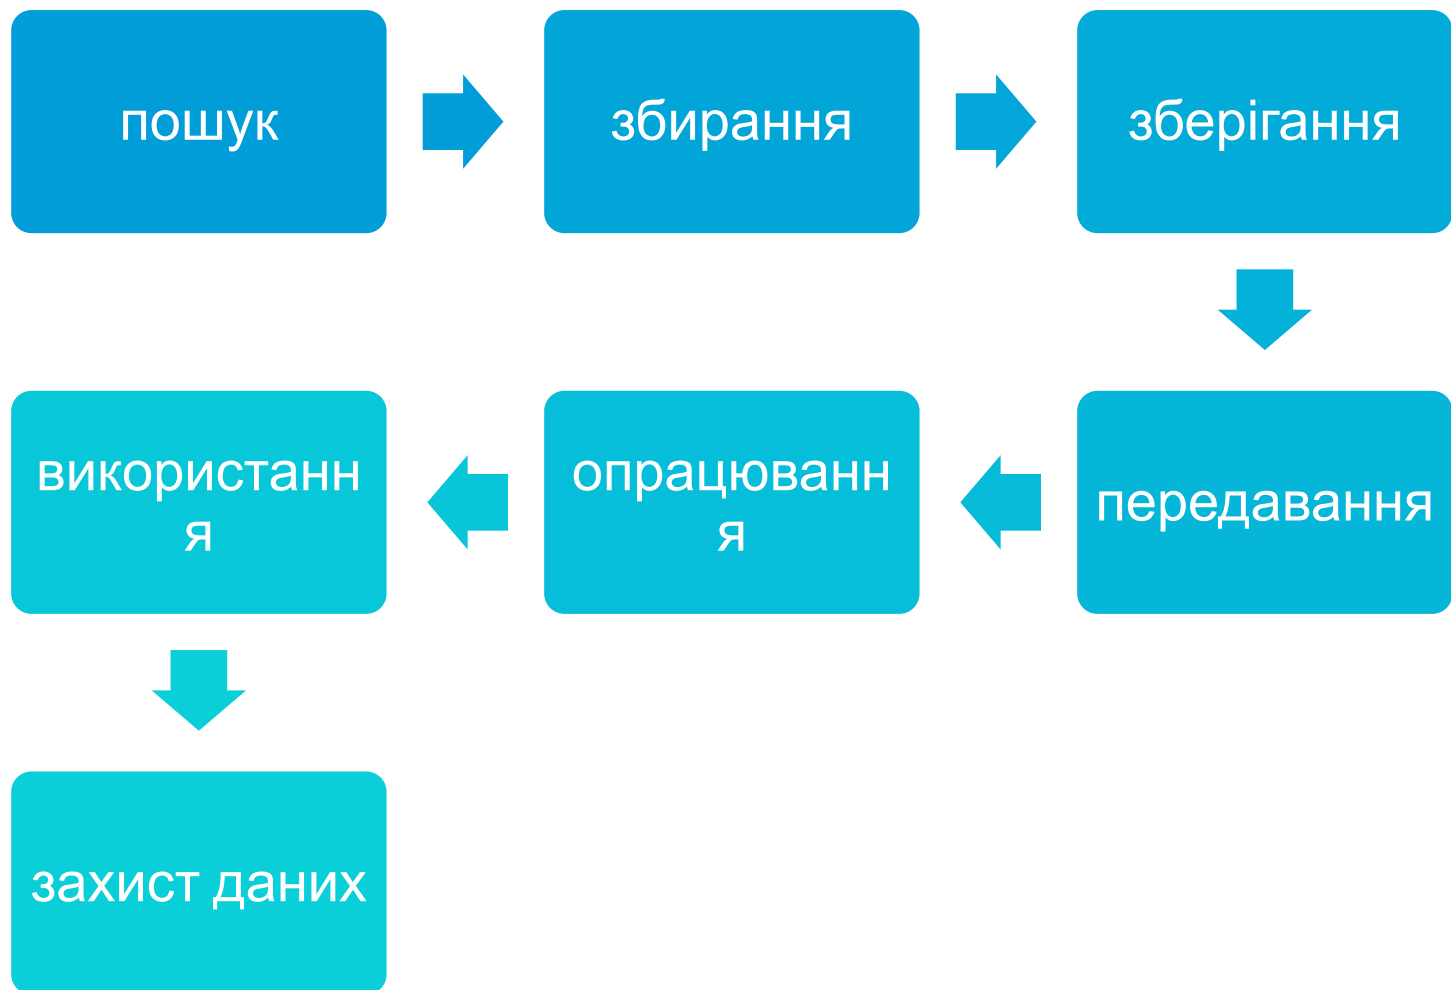 пошук
збирання
зберігання
передавання
опрацюванн
я
використанн
я
захист даних